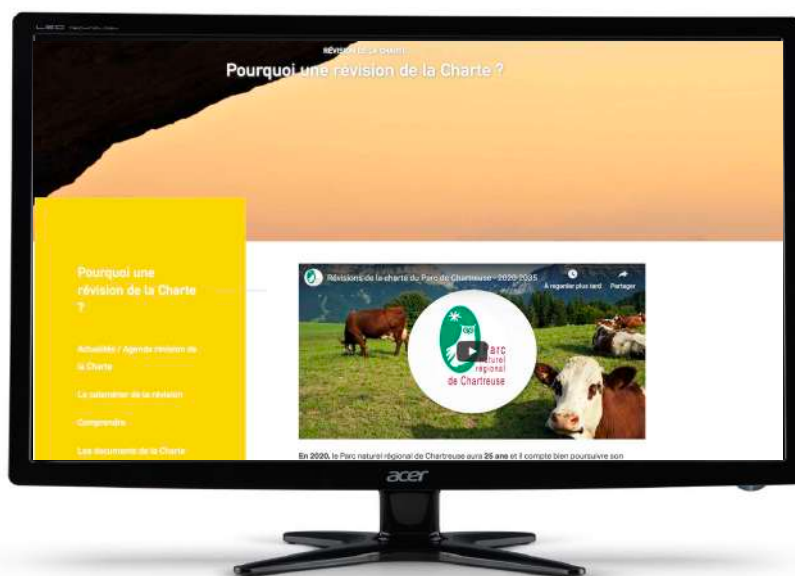 LED
RÉVISION DE LA CHARTE
Pourquoi une révision de la Charte ?
Pourquoi une
révision de la Charte
?
Actualités / Agenda révision de
la Charte
Le calendrier de la révision
Comprendre
Les documents de la Charte
Révisions de la charte du Parc de Chartreuse - 2020-2035
À regarder plus tard
Partager
Parc
naturel
régional
de Chartreuse
En 2020, le Parc naturel régional de Chartreuse aura 25 ans et il compte bien poursuivre son
acer